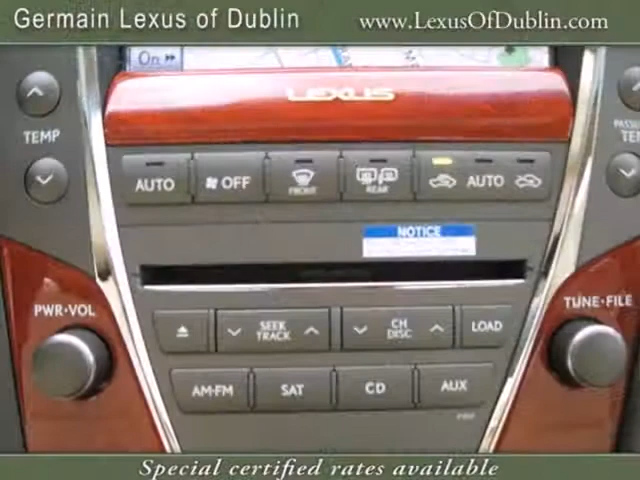 Germain Lexus of Dublin
www.LexusOfDublin.com
On
LEXUS
TEMP
AUTO
OFF
FRONT
REAR
AUTO
NOTICE
PWR·VOL
TUNE·FILE
SEEK
TRACK
CH
DISC
LOAD
AM·FM
SAT
CD
AUX
Special certified rates available